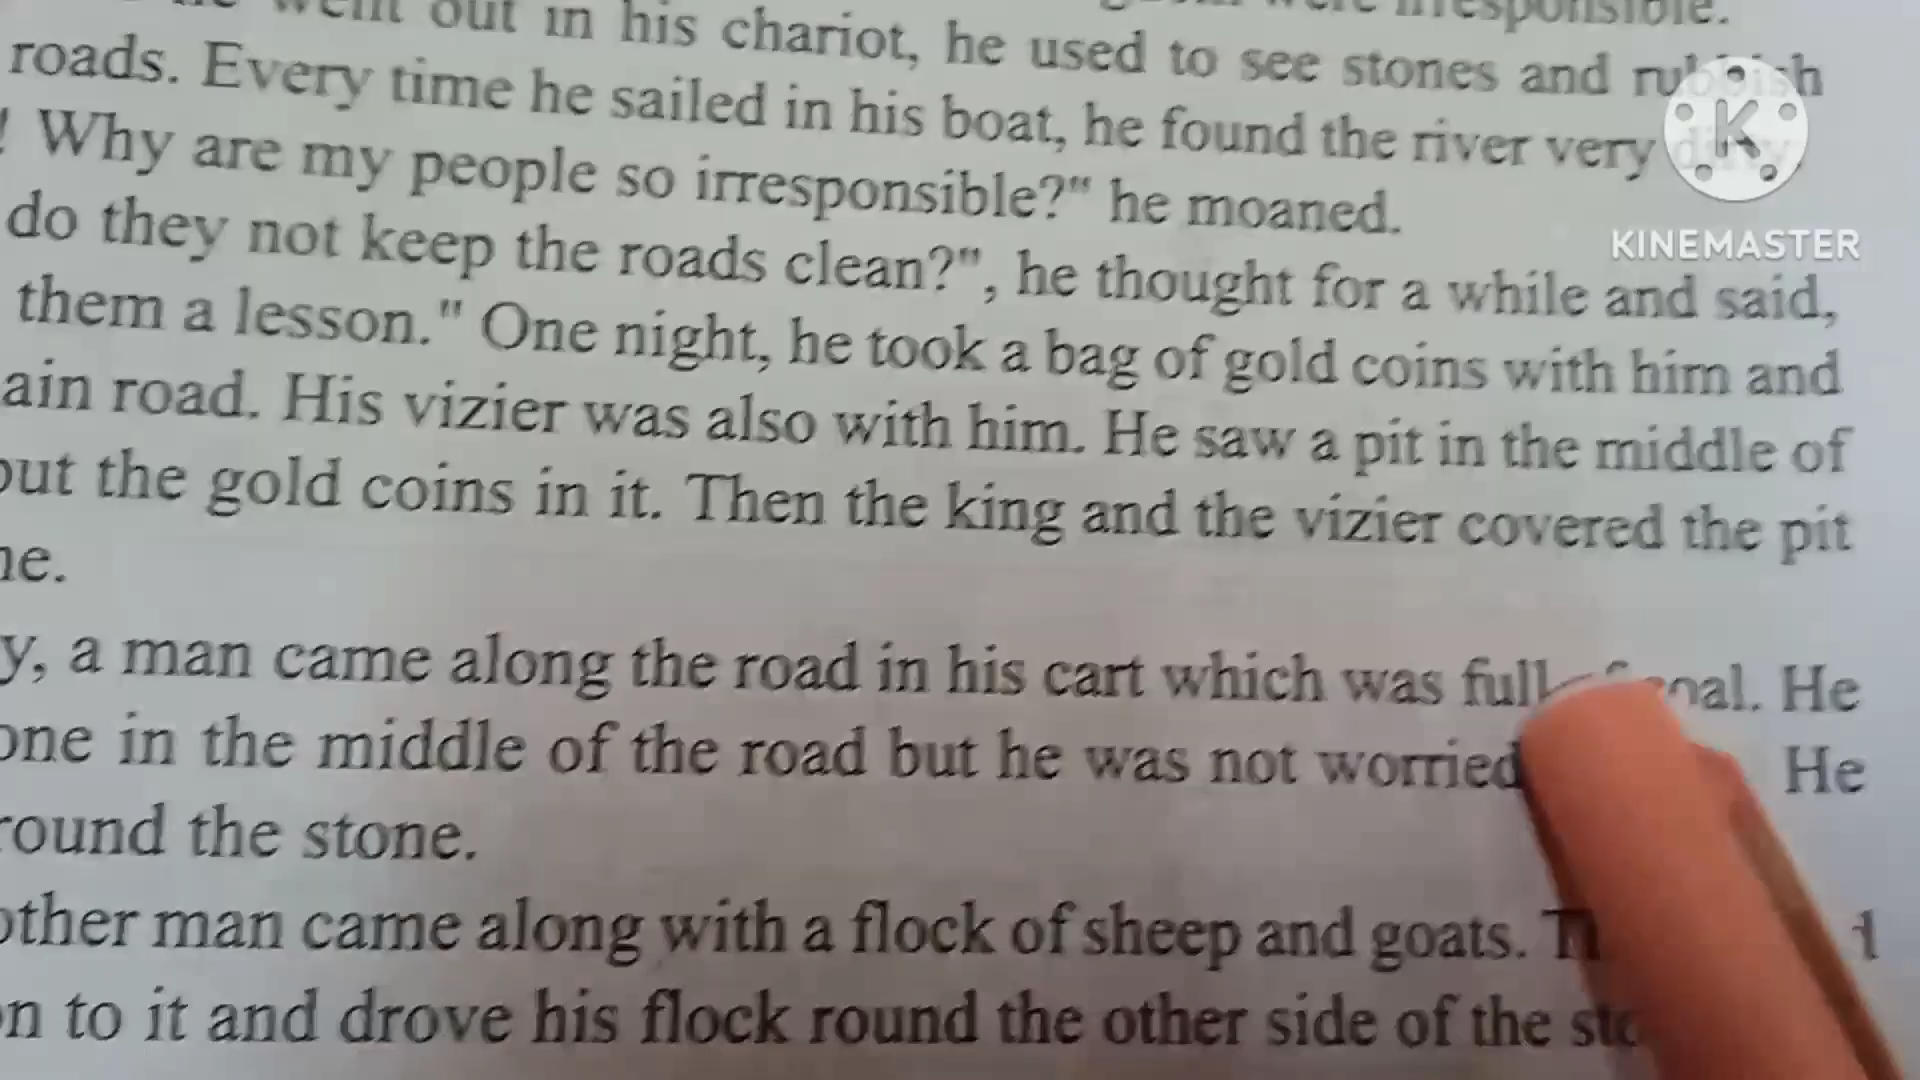 went out in his chariot, he used to see stones and rubbish
roads. Every time he sailed in his boat, he found the river very
! Why are my people so irresponsible?" he moaned.
do they not keep the roads clean?", he thought for a while and said,
them a lesson." One night, he took a bag of gold coins with him and
ain road. His vizier was also with him. He saw a pit in the middle of
out the gold coins in it. Then the king and the vizier covered the pit
ne.
y, a man came along the road in his cart which was full He
one in the middle of the road but he was not worried He
round the stone.
other man came along with a flock of sheep and goats.
on to it and drove his flock round the other side of the
K
KINEMASTER